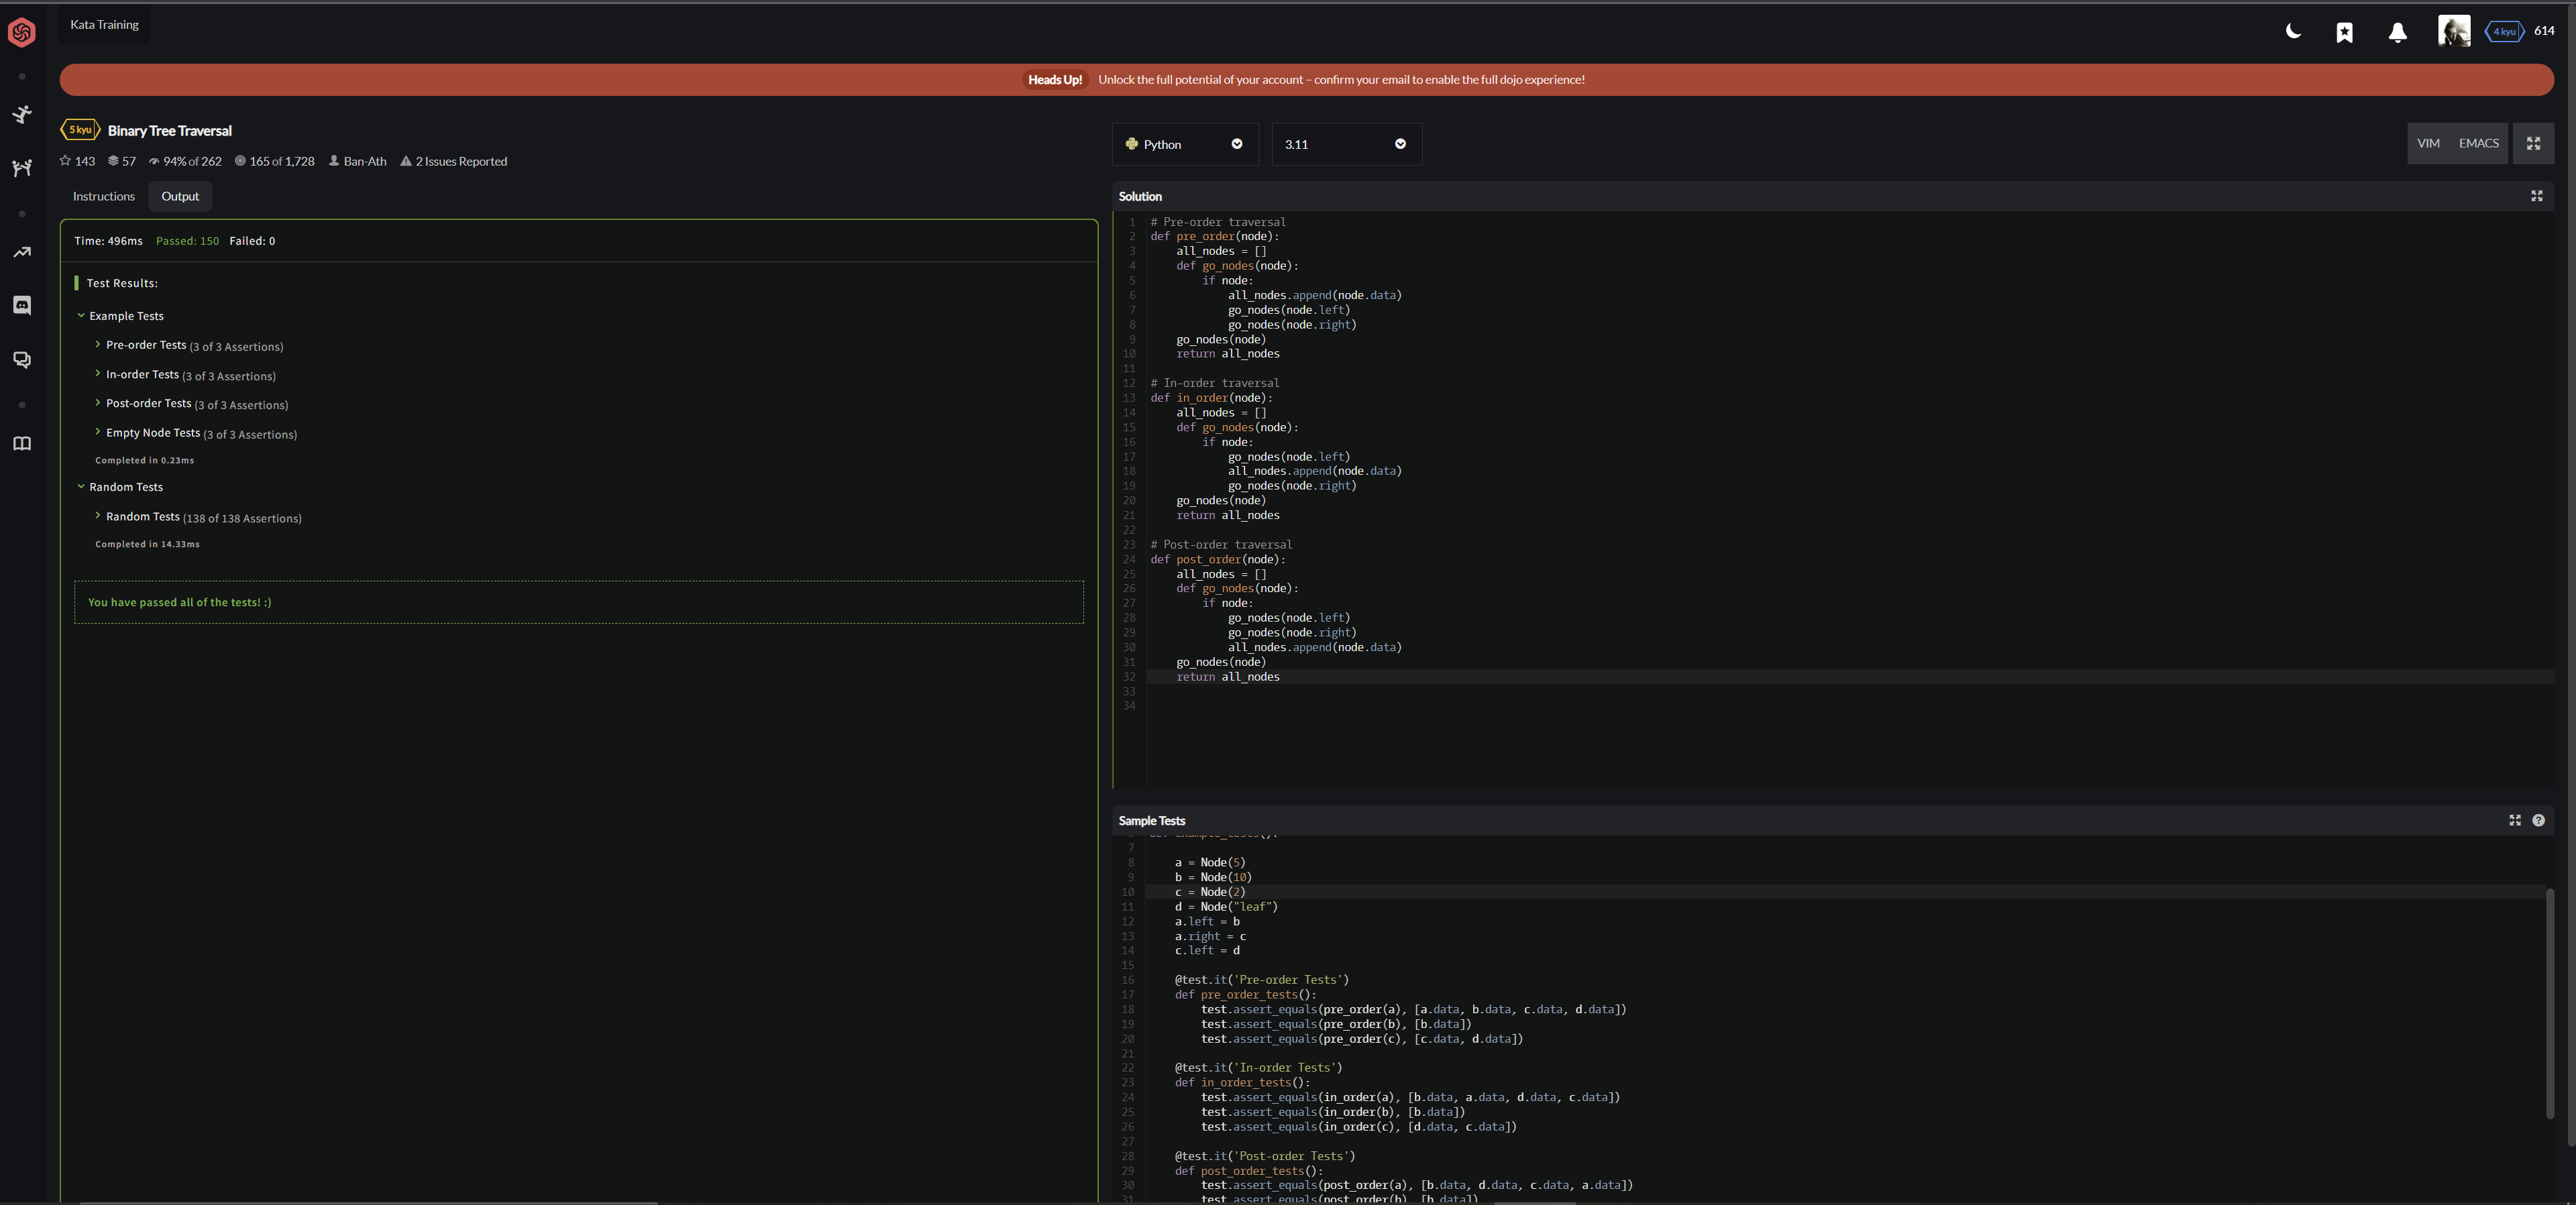 Kata Training
4 kyu 614
Heads Up! Unlock the full potential of your account – confirm your email to enable the full dojo experience!
5 kyu Binary Tree Traversal
143 57 94% of 262 165 of 1,728 Ban-Ath 2 Issues Reported
Instructions Output
Time: 496ms Passed: 150 Failed: 0
Test Results:
Example Tests
Pre-order Tests (3 of 3 Assertions)
In-order Tests (3 of 3 Assertions)
Post-order Tests (3 of 3 Assertions)
Empty Node Tests (3 of 3 Assertions)
Completed in 0.23ms
Random Tests
Random Tests (138 of 138 Assertions)
Completed in 14.33ms
You have passed all of the tests! :)
Python 3.11 VIM EMACS
Solution
1 # Pre-order traversal
2 def pre_order(node):
3 all_nodes = []
4 def go_nodes(node):
5 if node:
6 all_nodes.append(node.data)
7 go_nodes(node.left)
8 go_nodes(node.right)
9 go_nodes(node)
10 return all_nodes
11
12 # In-order traversal
13 def in_order(node):
14 all_nodes = []
15 def go_nodes(node):
16 if node:
17 go_nodes(node.left)
18 all_nodes.append(node.data)
19 go_nodes(node.right)
20 go_nodes(node)
21 return all_nodes
22
23 # Post-order traversal
24 def post_order(node):
25 all_nodes = []
26 def go_nodes(node):
27 if node:
28 go_nodes(node.left)
29 go_nodes(node.right)
30 all_nodes.append(node.data)
31 go_nodes(node)
32 return all_nodes
33
34
Sample Tests
7
8 a = Node(5)
9 b = Node(10)
10 c = Node(2)
11 d = Node("leaf")
12 a.left = b
13 a.right = c
14 c.left = d
15
16 @test.it('Pre-order Tests')
17 def pre_order_tests():
18 test.assert_equals(pre_order(a), [a.data, b.data, c.data, d.data])
19 test.assert_equals(pre_order(b), [b.data])
20 test.assert_equals(pre_order(c), [c.data, d.data])
21
22 @test.it('In-order Tests')
23 def in_order_tests():
24 test.assert_equals(in_order(a), [b.data, a.data, d.data, c.data])
25 test.assert_equals(in_order(b), [b.data])
26 test.assert_equals(in_order(c), [d.data, c.data])
27
28 @test.it('Post-order Tests')
29 def post_order_tests():
30 test.assert_equals(post_order(a), [b.data, d.data, c.data, a.data])
31 test.assert_equals(post_order(b), [b.data])